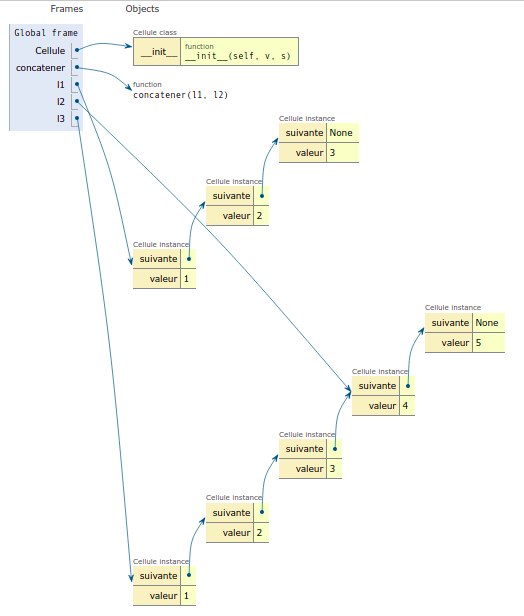 Frames Objects
Global frame
Cellule
concatener
l1
l2
l3
Cellule class
__init__
function
__init__(self, v, s)
function
concatener(l1, l2)
Cellule instance
suivante None
valeur 3
Cellule instance
suivante
valeur 2
Cellule instance
suivante
valeur 1
Cellule instance
suivante None
valeur 5
Cellule instance
suivante
valeur 4
Cellule instance
suivante
valeur 3
Cellule instance
suivante
valeur 2
Cellule instance
suivante
valeur 1